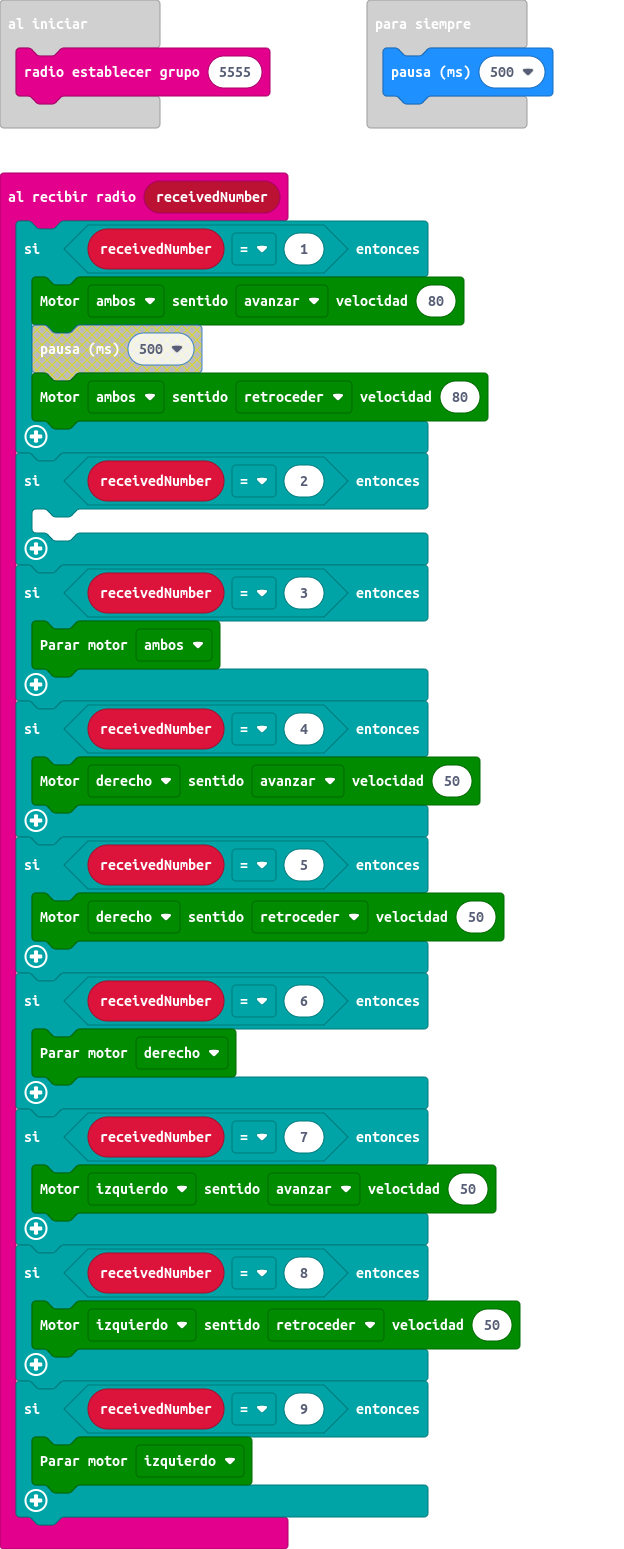 al iniciar
radio establecer grupo 5555
para siempre
pausa (ms) 500
al recibir radio receivedNumber
si receivedNumber = 1 entonces
Motor ambos sentido avanzar velocidad 80
pausa (ms) 500
Motor ambos sentido retroceder velocidad 80
si receivedNumber = 2 entonces
si receivedNumber = 3 entonces
Parar motor ambos
si receivedNumber = 4 entonces
Motor derecho sentido avanzar velocidad 50
si receivedNumber = 5 entonces
Motor derecho sentido retroceder velocidad 50
si receivedNumber = 6 entonces
Parar motor derecho
si receivedNumber = 7 entonces
Motor izquierdo sentido avanzar velocidad 50
si receivedNumber = 8 entonces
Motor izquierdo sentido retroceder velocidad 50
si receivedNumber = 9 entonces
Parar motor izquierdo